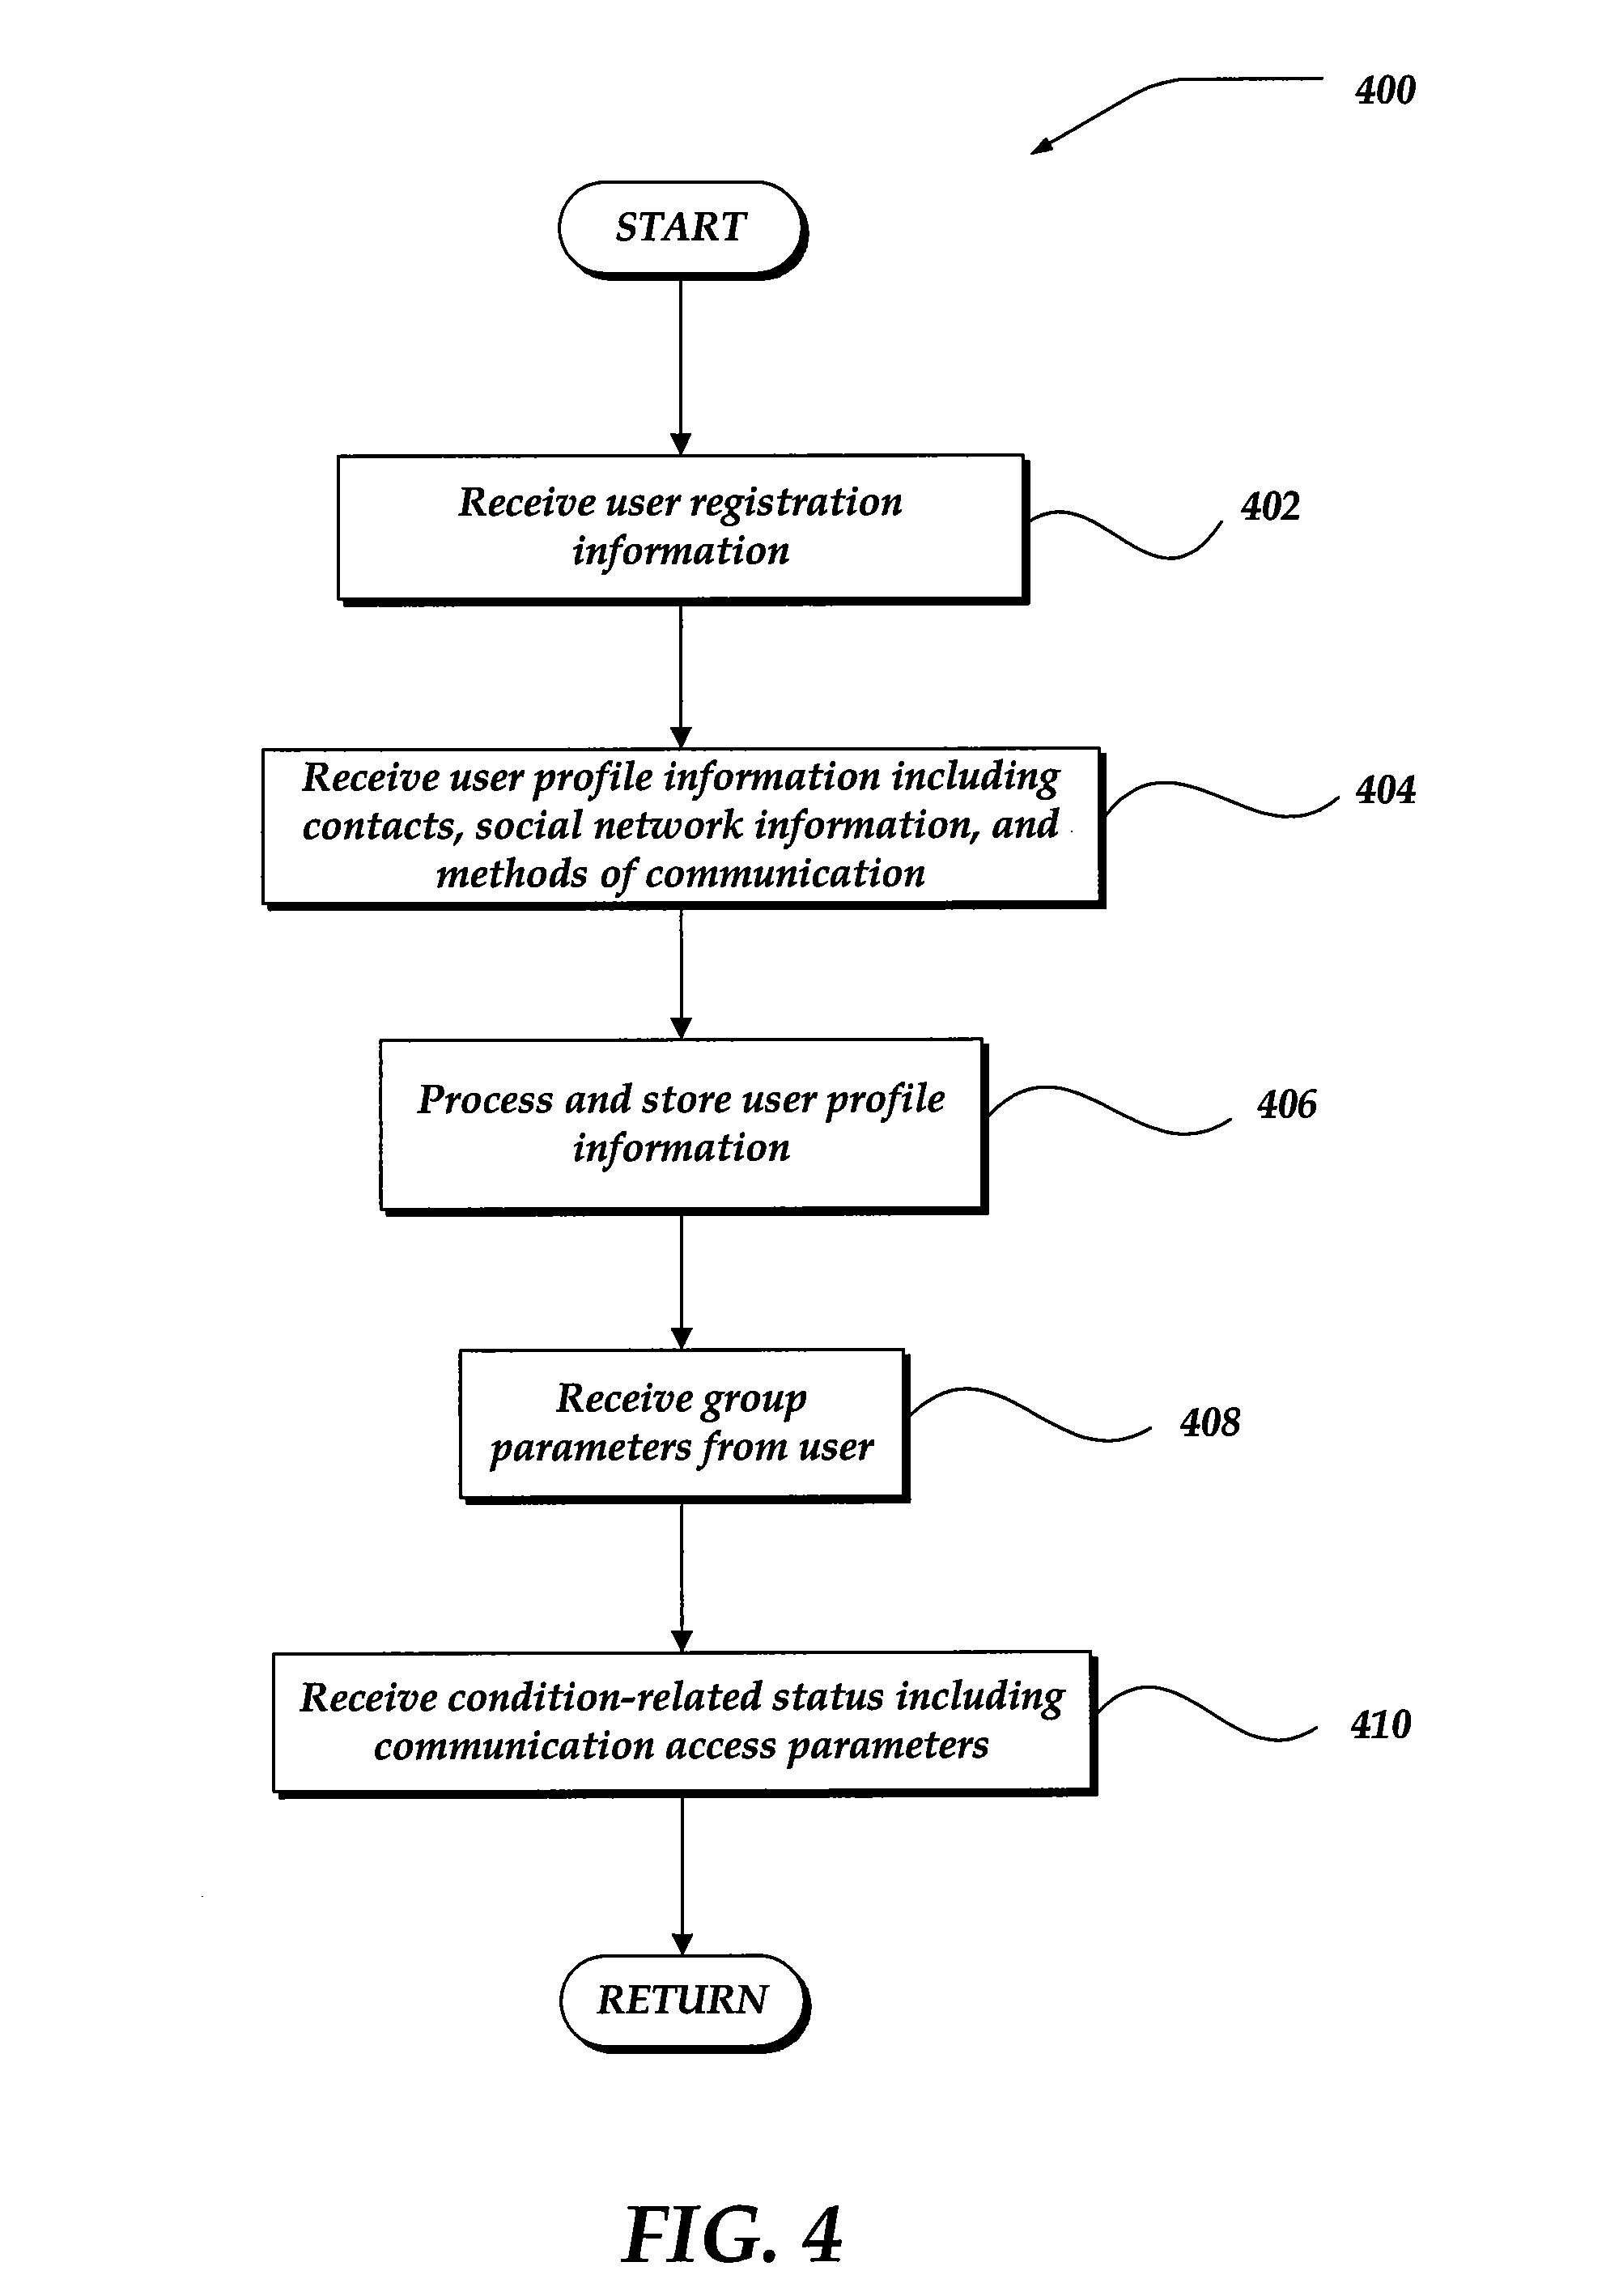 400
START
Receive user registration
information
402
Receive user profile information including
contacts, social network information, and
methods of communication
404
Process and store user profile
information
406
Receive group
parameters from user
408
Receive condition-related status including
communication access parameters
410
RETURN
FIG. 4